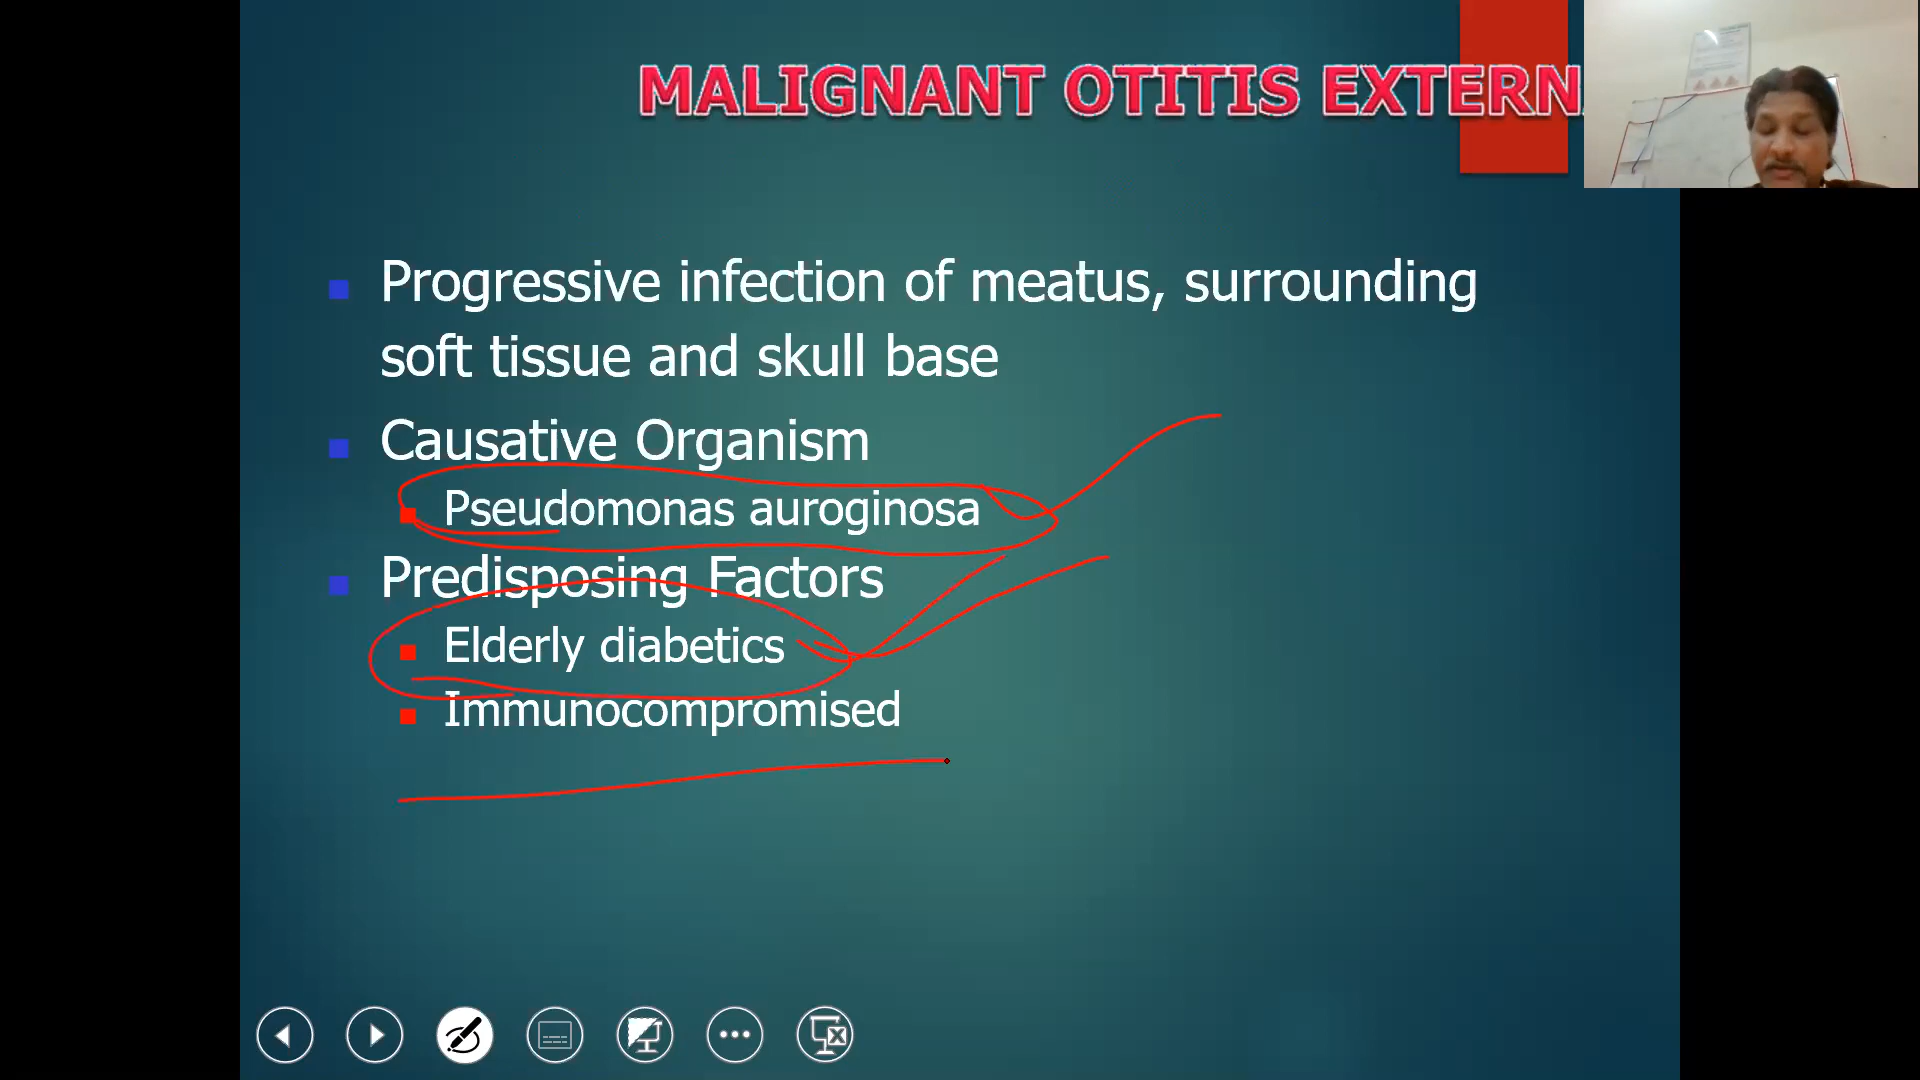 MALIGNANT OTITIS EXTERN
Progressive infection of meatus, surrounding
soft tissue and skull base
Causative Organism
Pseudomonas auroginosa
Predisposing Factors
Elderly diabetics
Immunocompromised